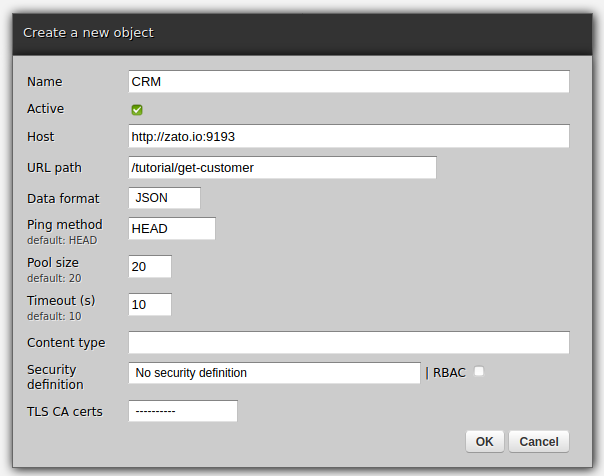 Create a new object
Name CRM
Active
Host http://zato.io:9193
URL path /tutorial/get-customer
Data format JSON
Ping method HEAD
default: HEAD
Pool size 20
default: 20
Timeout (s) 10
default: 10
Content type
Security definition No security definition | RBAC
TLS CA certs ----------
OK Cancel